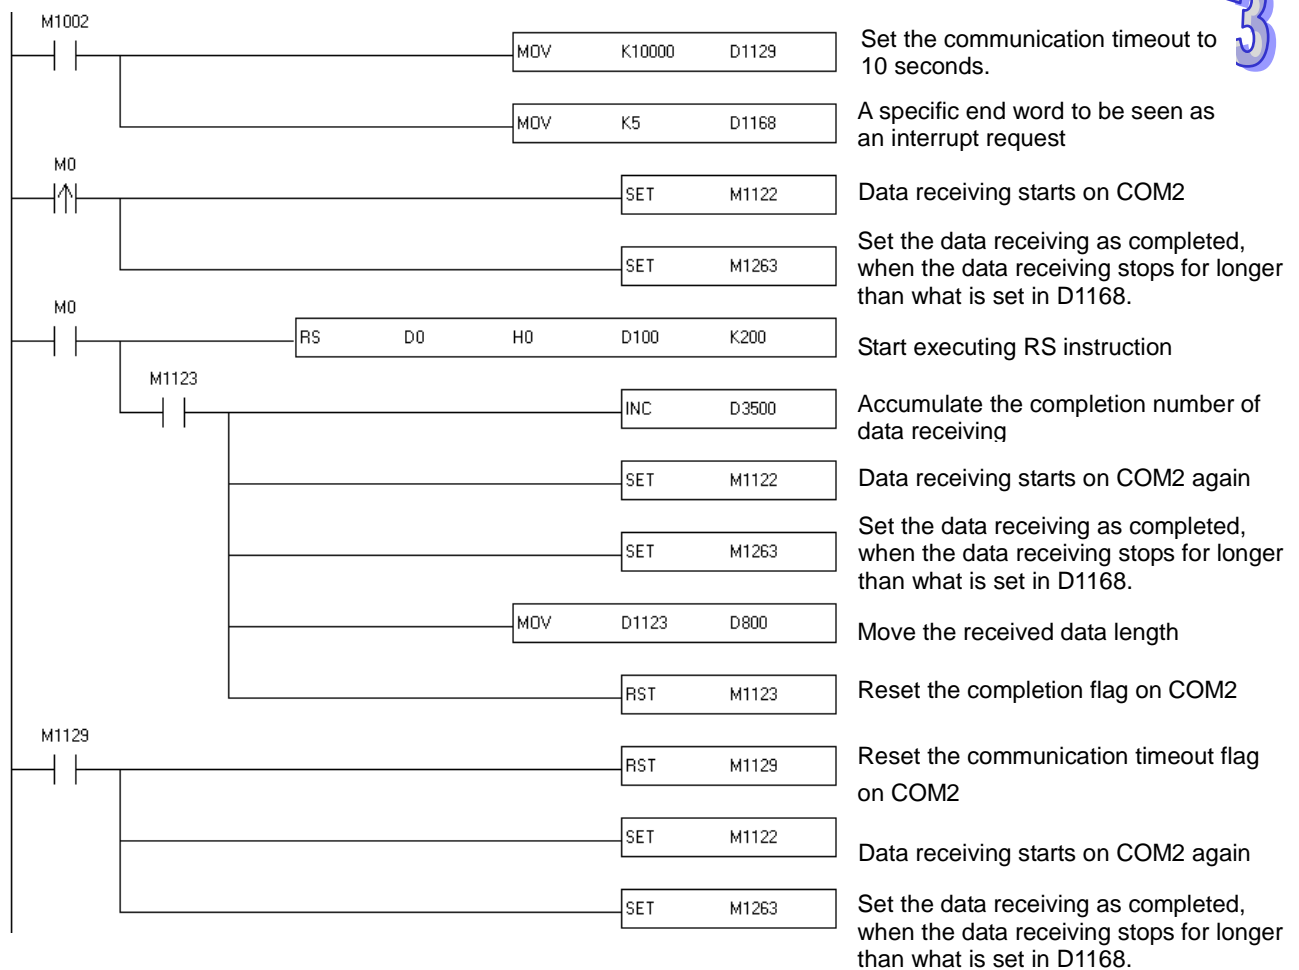 M1002
MOV K10000 D1129
Set the communication timeout to
10 seconds.
3
MOV K5 D1168
A specific end word to be seen as
an interrupt request
M0
SET M1122
Data receiving starts on COM2
SET M1263
Set the data receiving as completed,
when the data receiving stops for longer
than what is set in D1168.
M0
RS D0 H0 D100 K200
Start executing RS instruction
M1123
INC D3500
Accumulate the completion number of
data receiving
SET M1122
Data receiving starts on COM2 again
SET M1263
Set the data receiving as completed,
when the data receiving stops for longer
than what is set in D1168.
MOV D1123 D800
Move the received data length
RST M1123
Reset the completion flag on COM2
M1129
RST M1129
Reset the communication timeout flag
on COM2
SET M1122
Data receiving starts on COM2 again
SET M1263
Set the data receiving as completed,
when the data receiving stops for longer
than what is set in D1168.